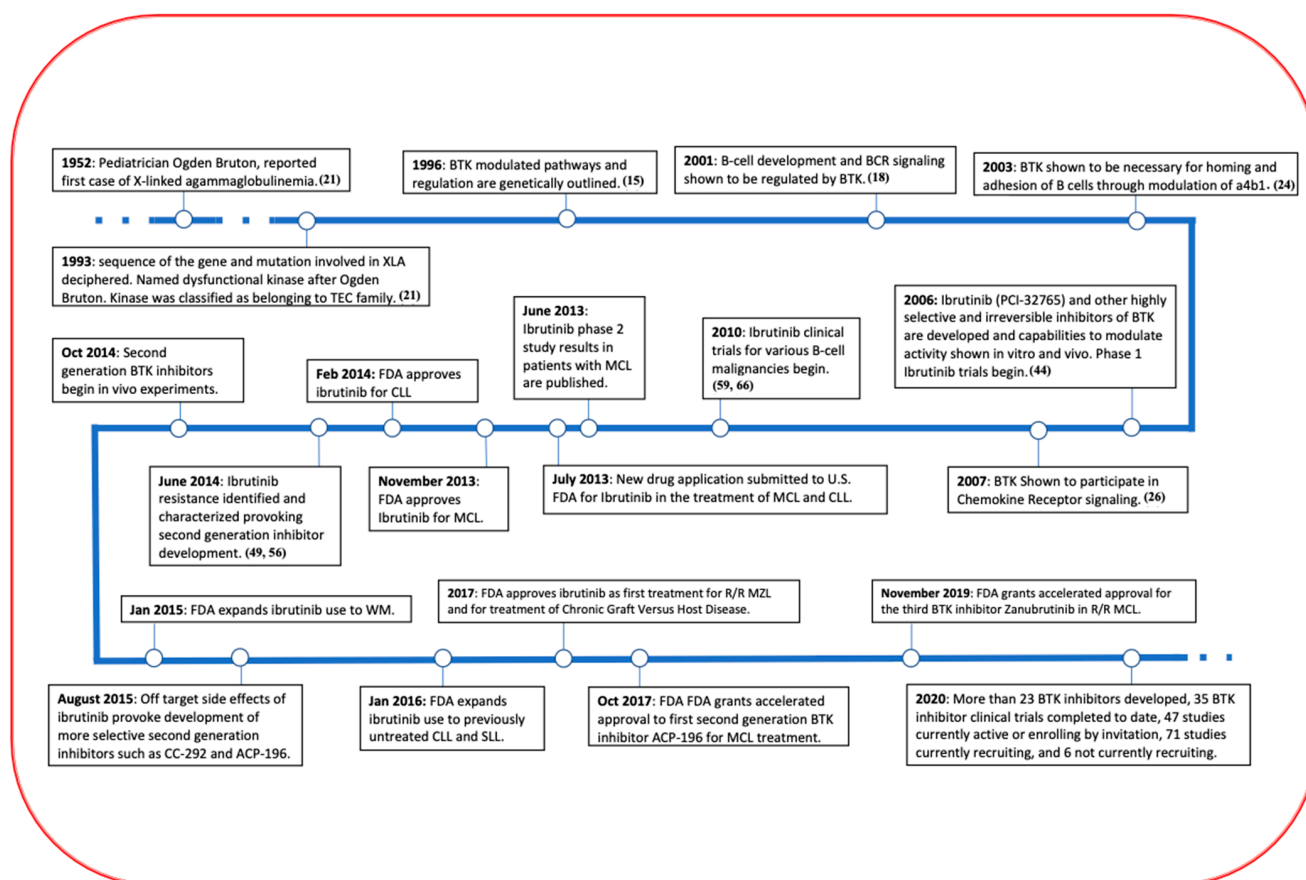 1952: Pediatrician Ogden Bruton, reported
first case of X-linked agammaglobulinemia.(21)
1996: BTK modulated pathways and
regulation are genetically outlined. (15)
2001: B-cell development and BCR signaling
shown to be regulated by BTK. (18)
2003: BTK shown to be necessary for homing and
adhesion of B cells through modulation of a4b1. (24)
1993: sequence of the gene and mutation involved in XLA
deciphered. Named dysfunctional kinase after Ogden
Bruton. Kinase was classified as belonging to TEC family. (21)
Oct 2014: Second
generation BTK inhibitors
begin in vivo experiments.
Feb 2014: FDA approves
ibrutinib for CLL
June 2013:
Ibrutinib phase 2
study results in
patients with MCL
are published.
2010: Ibrutinib clinical
trials for various B-cell
malignancies begin.
(59, 66)
2006: Ibrutinib (PCI-32765) and other highly
selective and irreversible inhibitors of BTK
are developed and capabilities to modulate
activity shown in vitro and vivo. Phase 1
Ibrutinib trials begin. (44)
June 2014: Ibrutinib
resistance identified and
characterized provoking
second generation inhibitor
development. (49, 56)
November 2013:
FDA approves
Ibrutinib for MCL.
July 2013: New drug application submitted to U.S.
FDA for Ibrutinib in the treatment of MCL and CLL.
2007: BTK Shown to participate in
Chemokine Receptor signaling. (26)
Jan 2015: FDA expands ibrutinib use to WM.
2017: FDA approves ibrutinib as first treatment for R/R MZL
and for treatment of Chronic Graft Versus Host Disease.
November 2019: FDA grants accelerated approval for
the third BTK inhibitor Zanubrutinib in R/R MCL.
August 2015: Off target side effects of
ibrutinib provoke development of
more selective second generation
inhibitors such as CC-292 and ACP-196.
Jan 2016: FDA expands
ibrutinib use to previously
untreated CLL and SLL.
Oct 2017: FDA FDA grants accelerated
approval to first second generation BTK
inhibitor ACP-196 for MCL treatment.
2020: More than 23 BTK inhibitors developed, 35 BTK
inhibitor clinical trials completed to date, 47 studies
currently active or enrolling by invitation, 71 studies
currently recruiting, and 6 not currently recruiting.